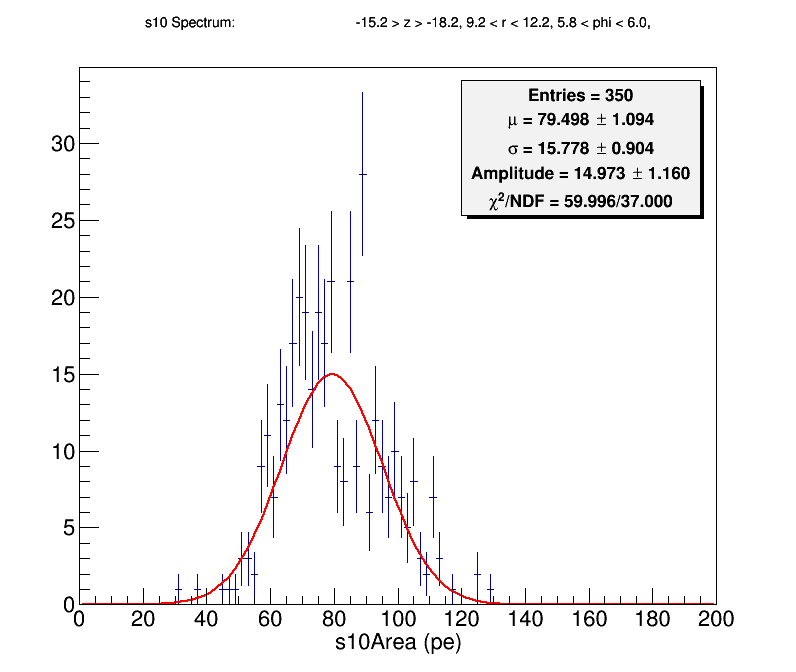 s10 Spectrum: -15.2 > z > -18.2, 9.2 < r < 12.2, 5.8 < phi < 6.0,
Entries = 350
μ = 79.498 ± 1.094
σ = 15.778 ± 0.904
Amplitude = 14.973 ± 1.160
χ²/NDF = 59.996/37.000
30
25
20
15
10
5
0
0 20 40 60 80 100 120 140 160 180 200
s10Area (pe)